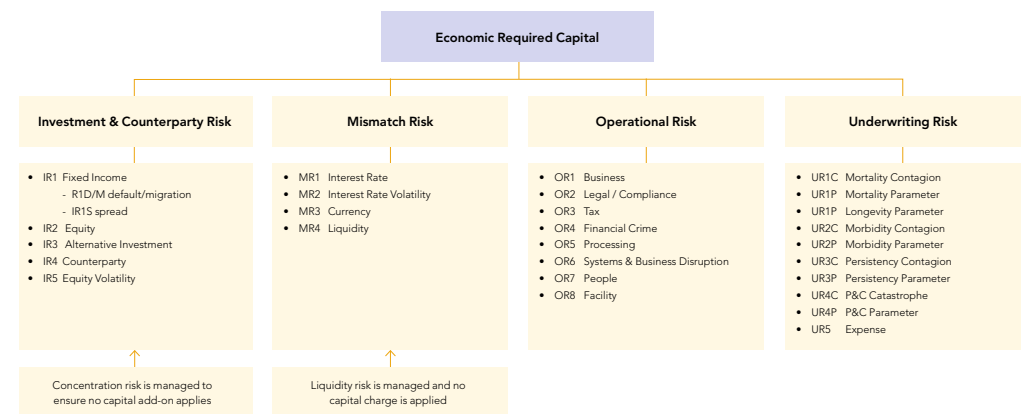 Economic Required Capital
Investment & Counterparty Risk
• IR1 Fixed Income
- R1D/M default/migration
- IR1S spread
• IR2 Equity
• IR3 Alternative Investment
• IR4 Counterparty
• IR5 Equity Volatility
Concentration risk is managed to
ensure no capital add-on applies
Mismatch Risk
• MR1 Interest Rate
• MR2 Interest Rate Volatility
• MR3 Currency
• MR4 Liquidity
Liquidity risk is managed and no
capital charge is applied
Operational Risk
• OR1 Business
• OR2 Legal / Compliance
• OR3 Tax
• OR4 Financial Crime
• OR5 Processing
• OR6 Systems & Business Disruption
• OR7 People
• OR8 Facility
Underwriting Risk
• UR1C Mortality Contagion
• UR1P Mortality Parameter
• UR1P Longevity Parameter
• UR2C Morbidity Contagion
• UR2P Morbidity Parameter
• UR3C Persistency Contagion
• UR3P Persistency Parameter
• UR4C P&C Catastrophe
• UR4P P&C Parameter
• UR5 Expense